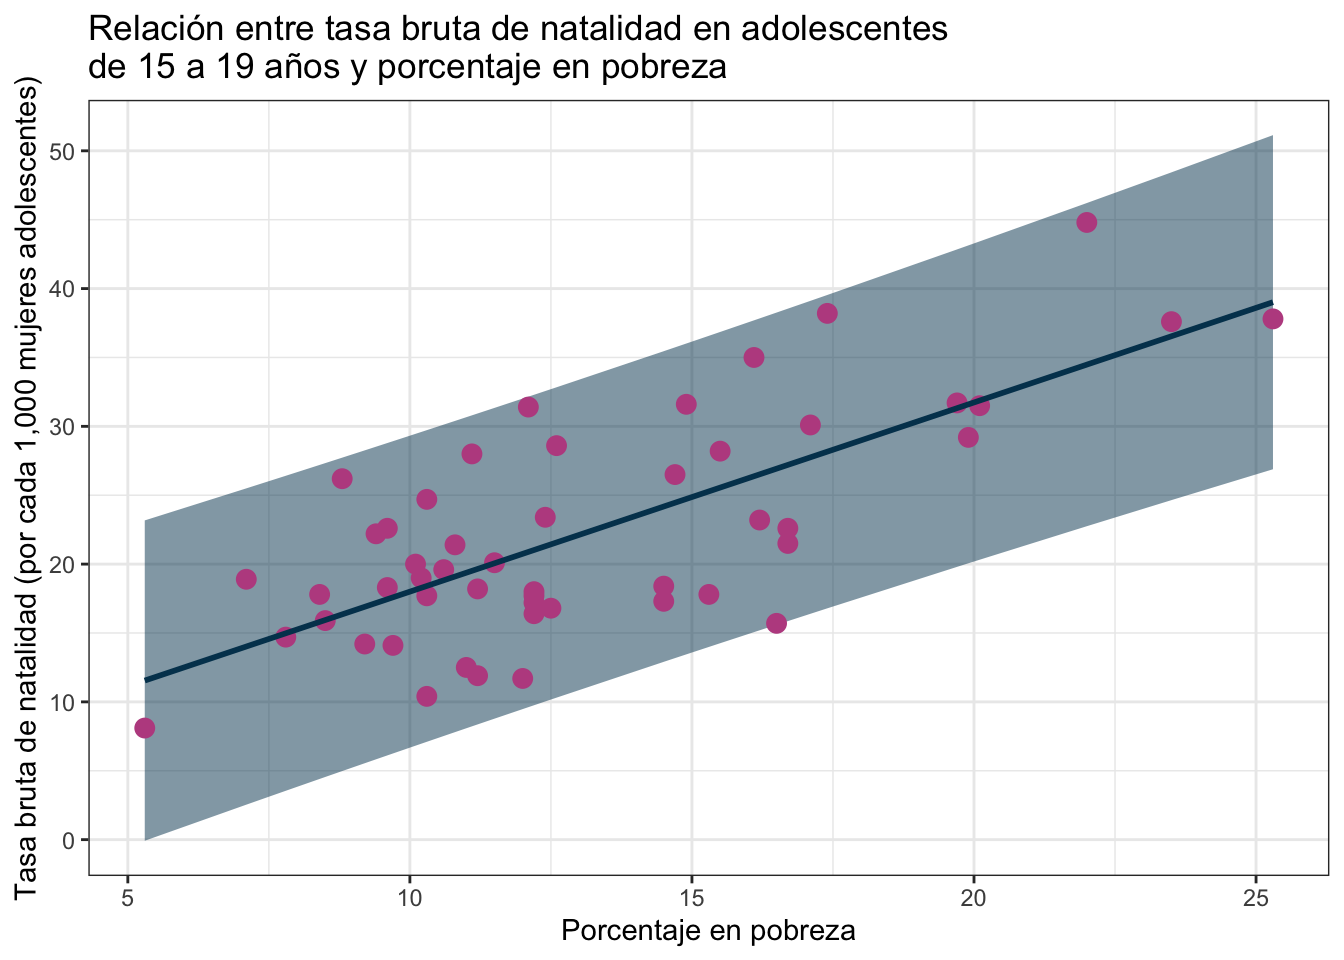 Relación entre tasa bruta de natalidad en adolescentes
de 15 a 19 años y porcentaje en pobreza
Tasa bruta de natalidad (por cada 1,000 mujeres adolescentes)
50
40
30
20
10
0
5 10 15 20 25
Porcentaje en pobreza